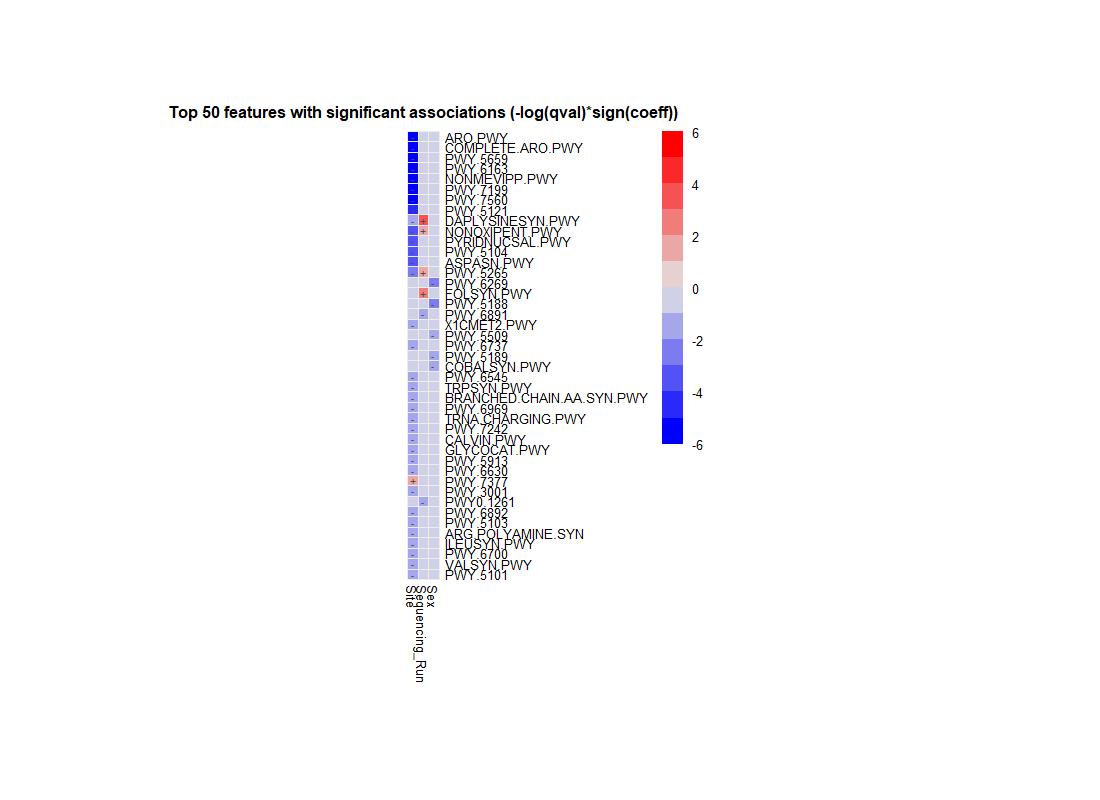 Top 50 features with significant associations (-log(qval)*sign(coeff))
ARO.PWY
COMPLETE.ARO.PWY
PWY.5659
PWY.6163
NONMEVIPP.PWY
PWY.7199
PWY.7560
PWY.5121
DAPLYSINESYN.PWY
NONOXIPENT.PWY
PYRIDNUCSAL.PWY
PWY.5104
ASPASN.PWY
PWY.5265
PWY.6269
FOLSYN.PWY
PWY.5188
PWY.6891
X1CMET2.PWY
PWY.5509
PWY.6737
PWY.5189
COBALSYN.PWY
PWY.6545
TRPSYN.PWY
BRANCHED.CHAIN.AA.SYN.PWY
PWY.6969
TRNA.CHARGING.PWY
PWY.7242
CALVIN.PWY
GLYCOCAT.PWY
PWY.5913
PWY.6630
PWY.7377
PWY.3001
PWY0.1261
PWY.6892
PWY.5103
ARG.POLYAMINE.SYN
ILEUSYN.PWY
PWY.6700
VALSYN.PWY
PWY.5101
Site
Sequencing_Run
Sex
6
4
2
0
-2
-4
-6